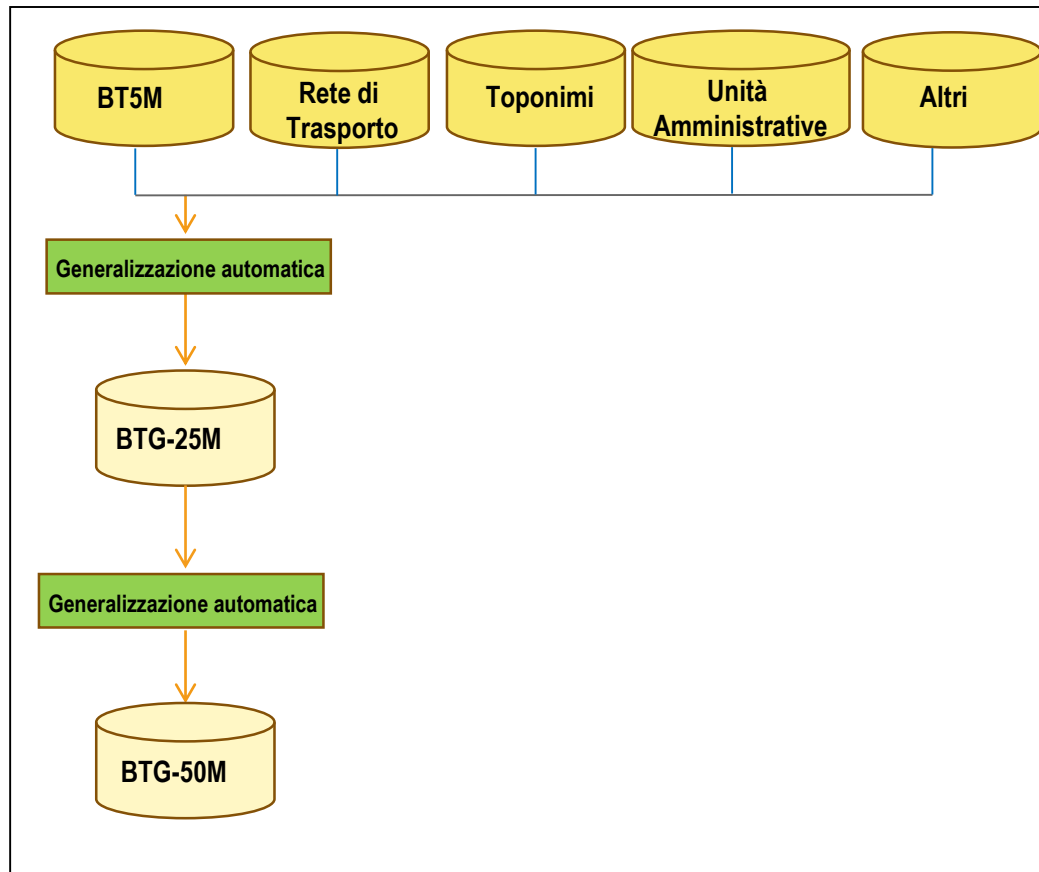 BT5M
Rete di
Trasporto
Toponimi
Unità
Amministrative
Altri
Generalizzazione automatica
BTG-25M
Generalizzazione automatica
BTG-50M